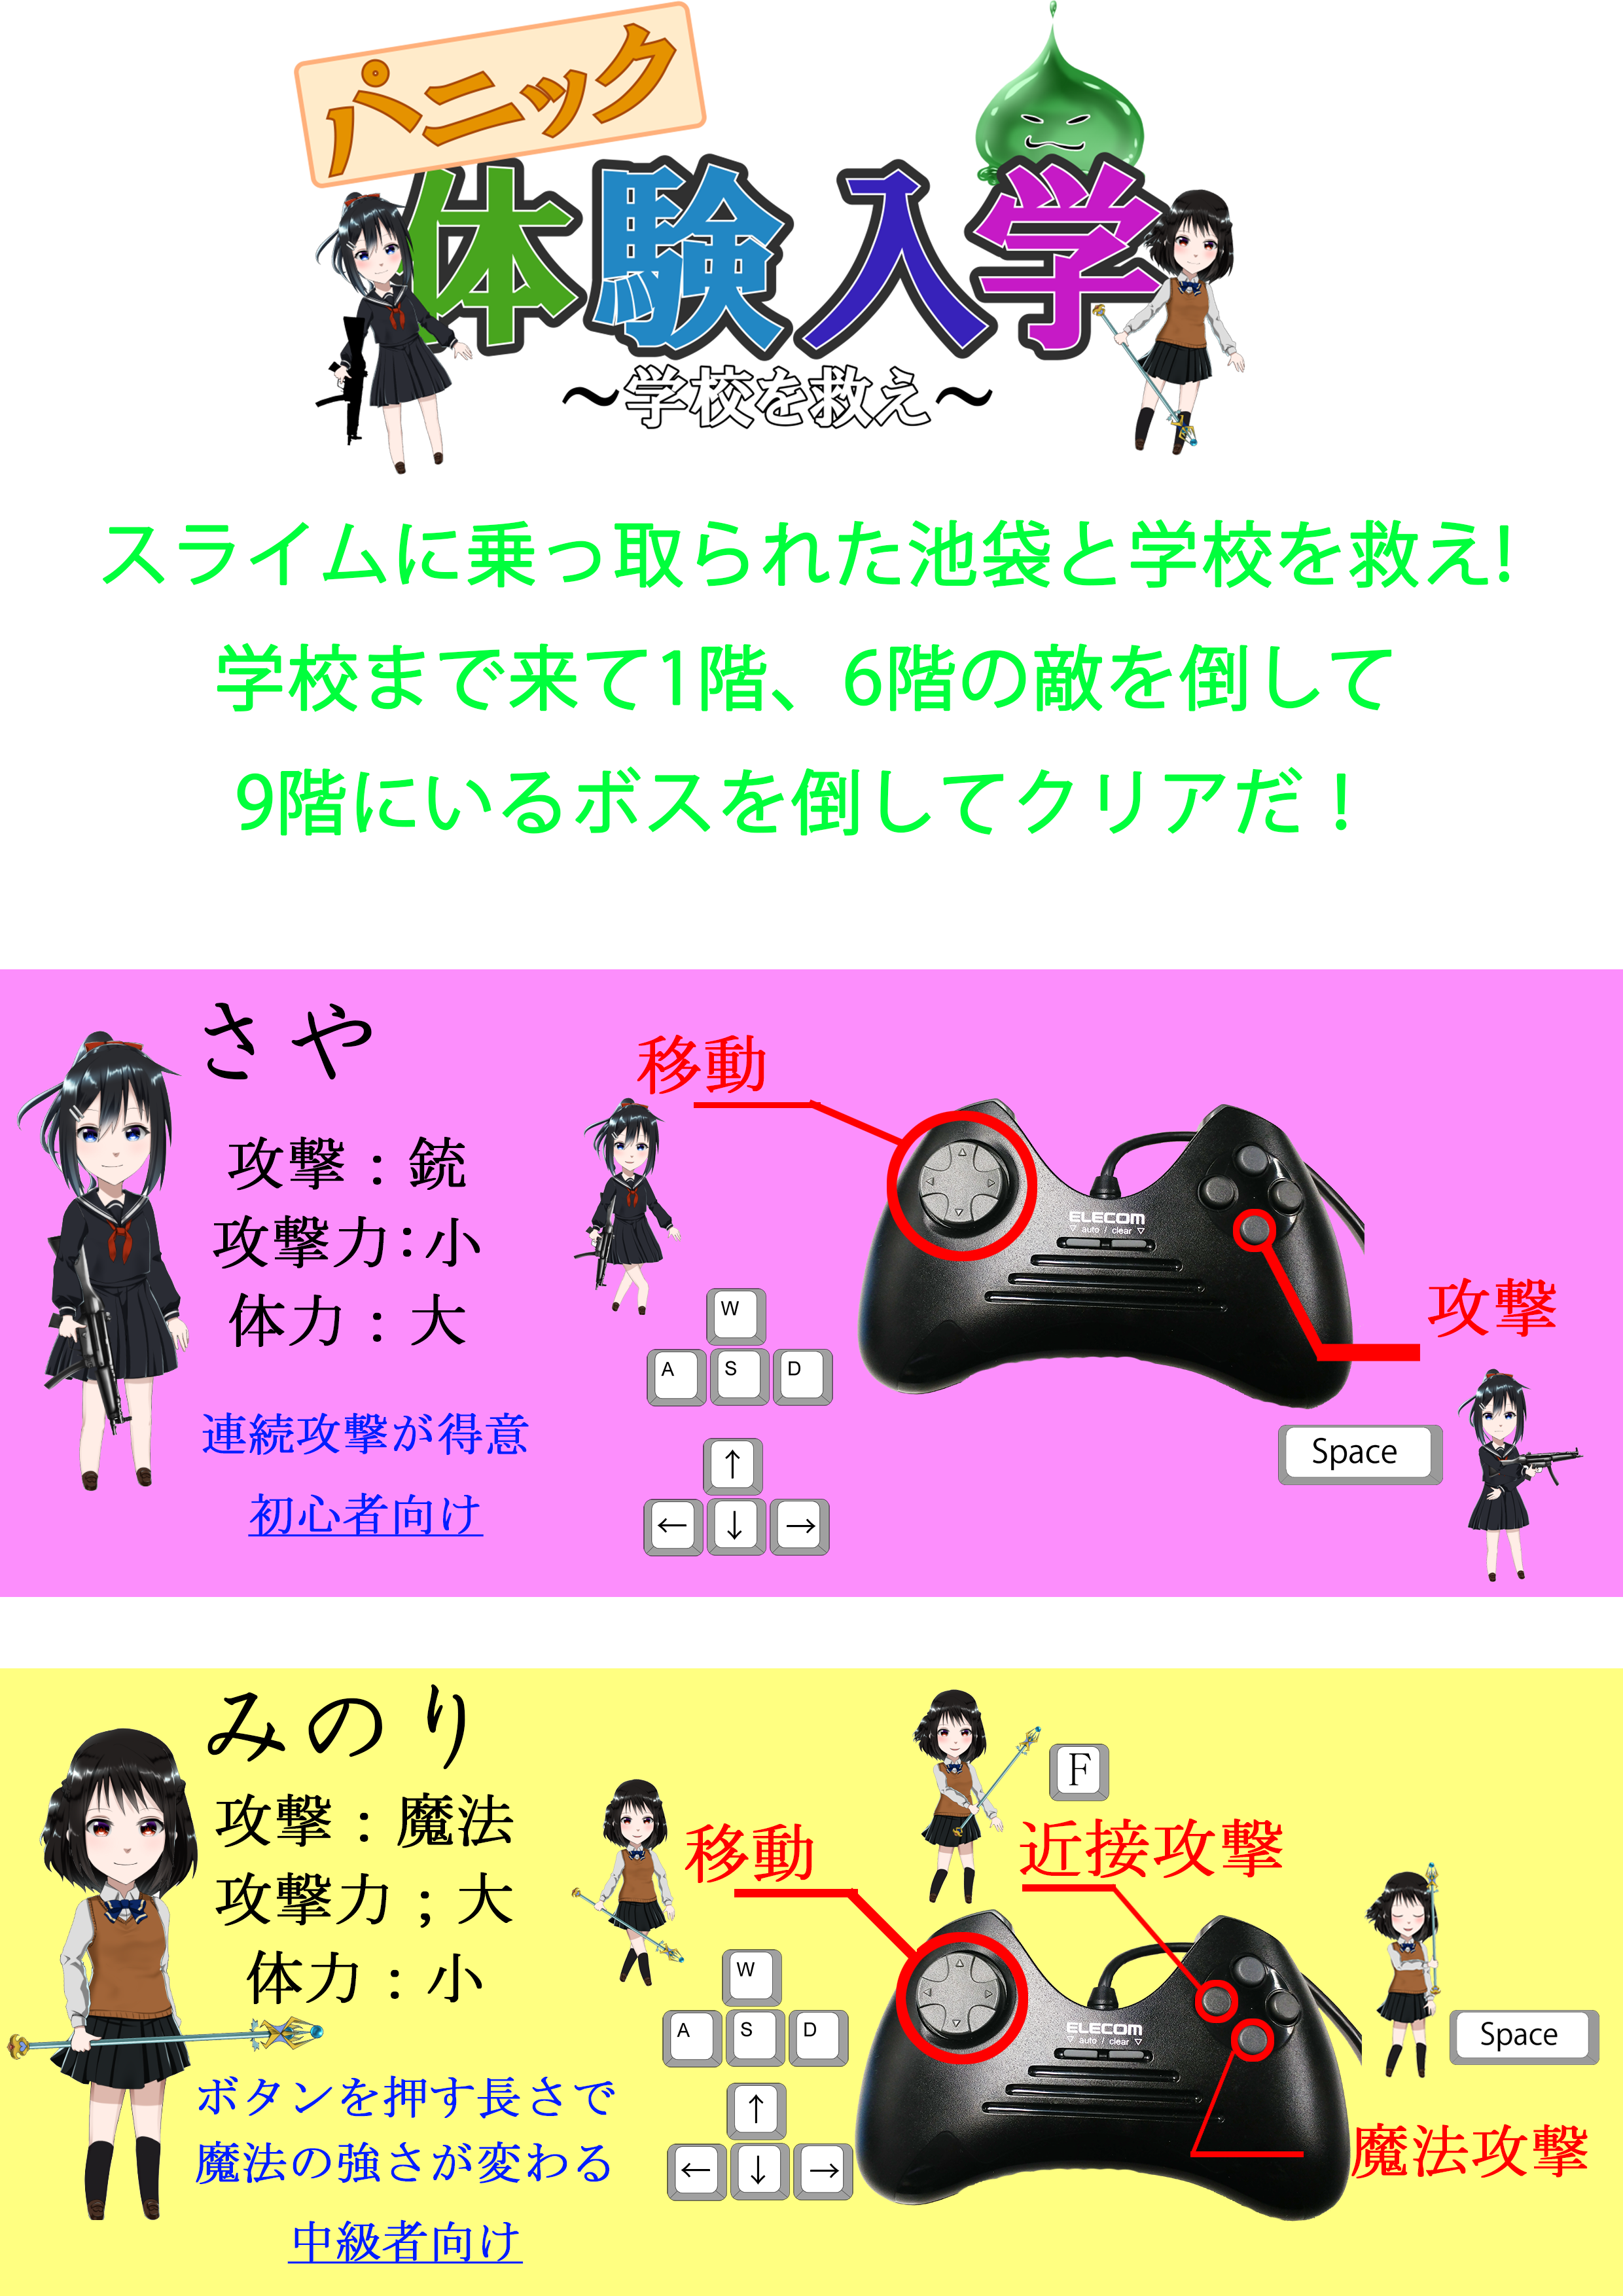 パニック
体験入学
～学校を救え～
スライムに乗っ取られた池袋と学校を救え!
学校まで来て1階、6階の敵を倒して
9階にいるボスを倒してクリアだ！
さや
攻撃：銃
攻撃力：小
体力：大
連続攻撃が得意
初心者向け
移動
W
A S D
↑
← ↓ →
ELECOM
▽ auto / clear ▽
攻撃
Space
みのり
攻撃：魔法
攻撃力；大
体力：小
ボタンを押す長さで
魔法の強さが変わる
中級者向け
移動
W
A S D
↑
← ↓ →
F
近接攻撃
ELECOM
▽ auto / clear ▽
Space
魔法攻撃